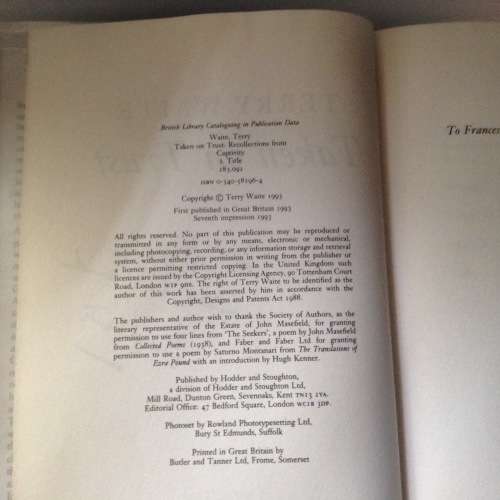 British Library Cataloguing in Publication Data
Waite, Terry
Taken on Trust: Recollections from
Captivity
I. Title
283.092
ISBN 0-340-58196-4
Copyright © Terry Waite 1993
First published in Great Britain 1993
Seventh impression 1993
All rights reserved. No part of this publication may be reproduced or
transmitted in any form or by any means, electronic or mechanical,
including photocopying, recording, or any information storage and retrieval
system, without either prior permission in writing from the publisher or
a licence permitting restricted copying. In the United Kingdom such
licences are issued by the Copyright Licensing Agency, 90 Tottenham Court
Road, London W1P 9HE. The right of Terry Waite to be identified as the
author of this work has been asserted by him in accordance with the
Copyright, Designs and Patents Act 1988.
The publishers and author wish to thank the Society of Authors, as the
literary representative of the Estate of John Masefield, for granting
permission to use four lines from 'The Seekers', a poem by John Masefield
from Collected Poems (1938), and Faber and Faber Ltd for granting
permission to use a poem by Saturno Montanari from The Translations of
Ezra Pound with an introduction by Hugh Kenner.
Published by Hodder and Stoughton,
a division of Hodder and Stoughton Ltd,
Mill Road, Dunton Green, Sevenoaks, Kent TN13 2YA.
Editorial Office: 47 Bedford Square, London WC1B 3DP.
Photoset by Rowland Phototypesetting Ltd,
Bury St Edmunds, Suffolk
Printed in Great Britain by
Butler and Tanner Ltd, Frome, Somerset
To Frances